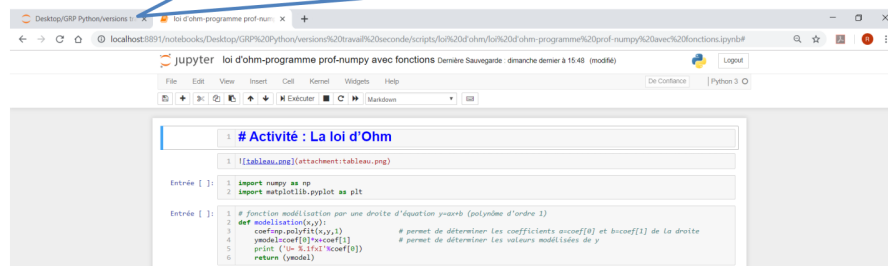 Desktop/GRP Python/versions tr
loi d'ohm-programme prof-nump
localhost:8891/notebooks/Desktop/GRP%20Python/versions%20travail%20seconde/scripts/loi%20d'ohm/loi%20d'ohm-programme%20prof-numpy%20avec%20fonctions.ipynb#
R
jupyter loi d'ohm-programme prof-numpy avec fonctions Dernière Sauvegarde : dimanche dernier à 15:48 (modifié)
Logout
File Edit View Insert Cell Kernel Widgets Help
De Confiance
Python 3
Exécuter
Markdown
1 # Activité : La loi d'Ohm
1 ![tableau.png](attachment:tableau.png)
Entrée [ ]:
1 import numpy as np
2 import matplotlib.pyplot as plt
Entrée [ ]:
1 # fonction modélisation par une droite d'équation y=ax+b (polynôme d'ordre 1)
2 def modelisation(x,y):
3 coef=np.polyfit(x,y,1) # permet de déterminer les coefficients a=coef[0] et b=coef[1] de la droite
4 ymodel=coef[0]*x+coef[1] # permet de déterminer les valeurs modélisées de y
5 print ('U= %.1fxI'%coef[0])
6 return (ymodel)